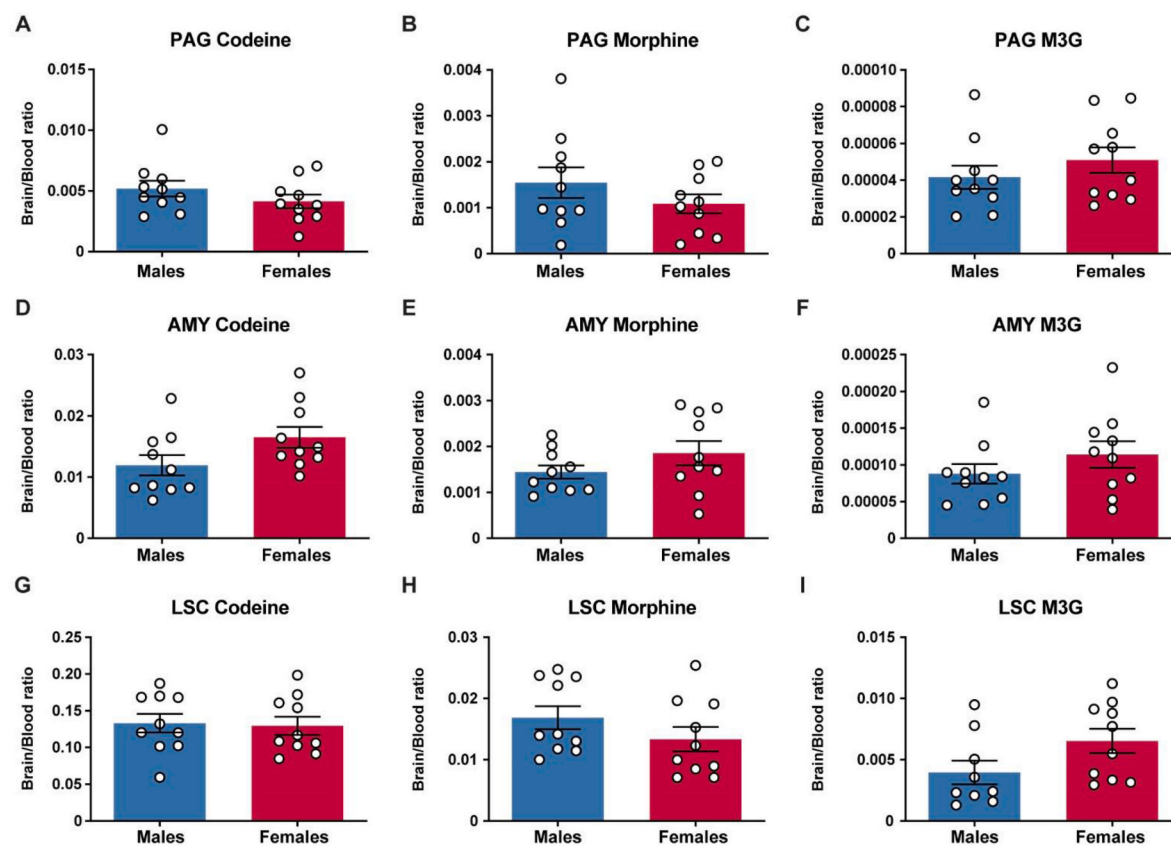 A
PAG Codeine
Brain/Blood ratio
0.015
0.010
0.005
0
Males
Females
B
PAG Morphine
Brain/Blood ratio
0.004
0.003
0.002
0.001
0
Males
Females
C
PAG M3G
Brain/Blood ratio
0.00010
0.00008
0.00006
0.00004
0.00002
0
Males
Females
D
AMY Codeine
Brain/Blood ratio
0.03
0.02
0.01
0
Males
Females
E
AMY Morphine
Brain/Blood ratio
0.004
0.003
0.002
0.001
0
Males
Females
F
AMY M3G
Brain/Blood ratio
0.00025
0.00020
0.00015
0.00010
0.00005
0
Males
Females
G
LSC Codeine
Brain/Blood ratio
0.25
0.20
0.15
0.10
0.05
0
Males
Females
H
LSC Morphine
Brain/Blood ratio
0.03
0.02
0.01
0
Males
Females
I
LSC M3G
Brain/Blood ratio
0.015
0.010
0.005
0
Males
Females